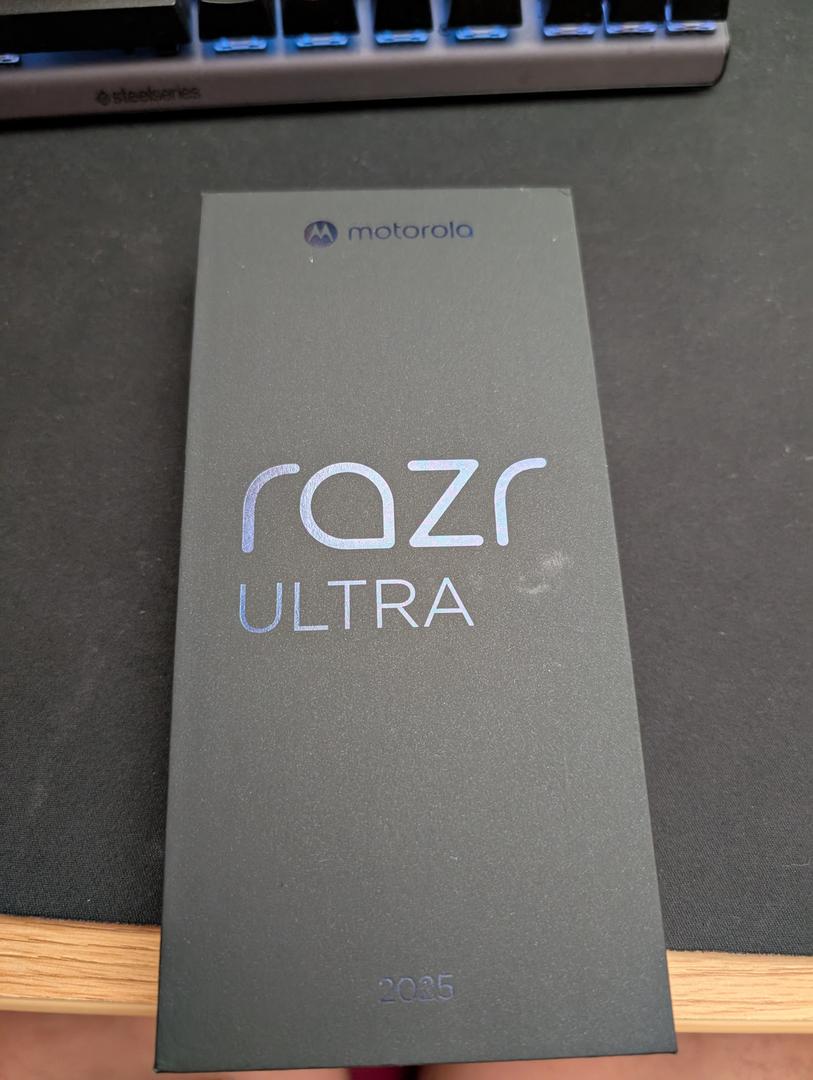 steelseries
motorola
razr
ULTRA
2025